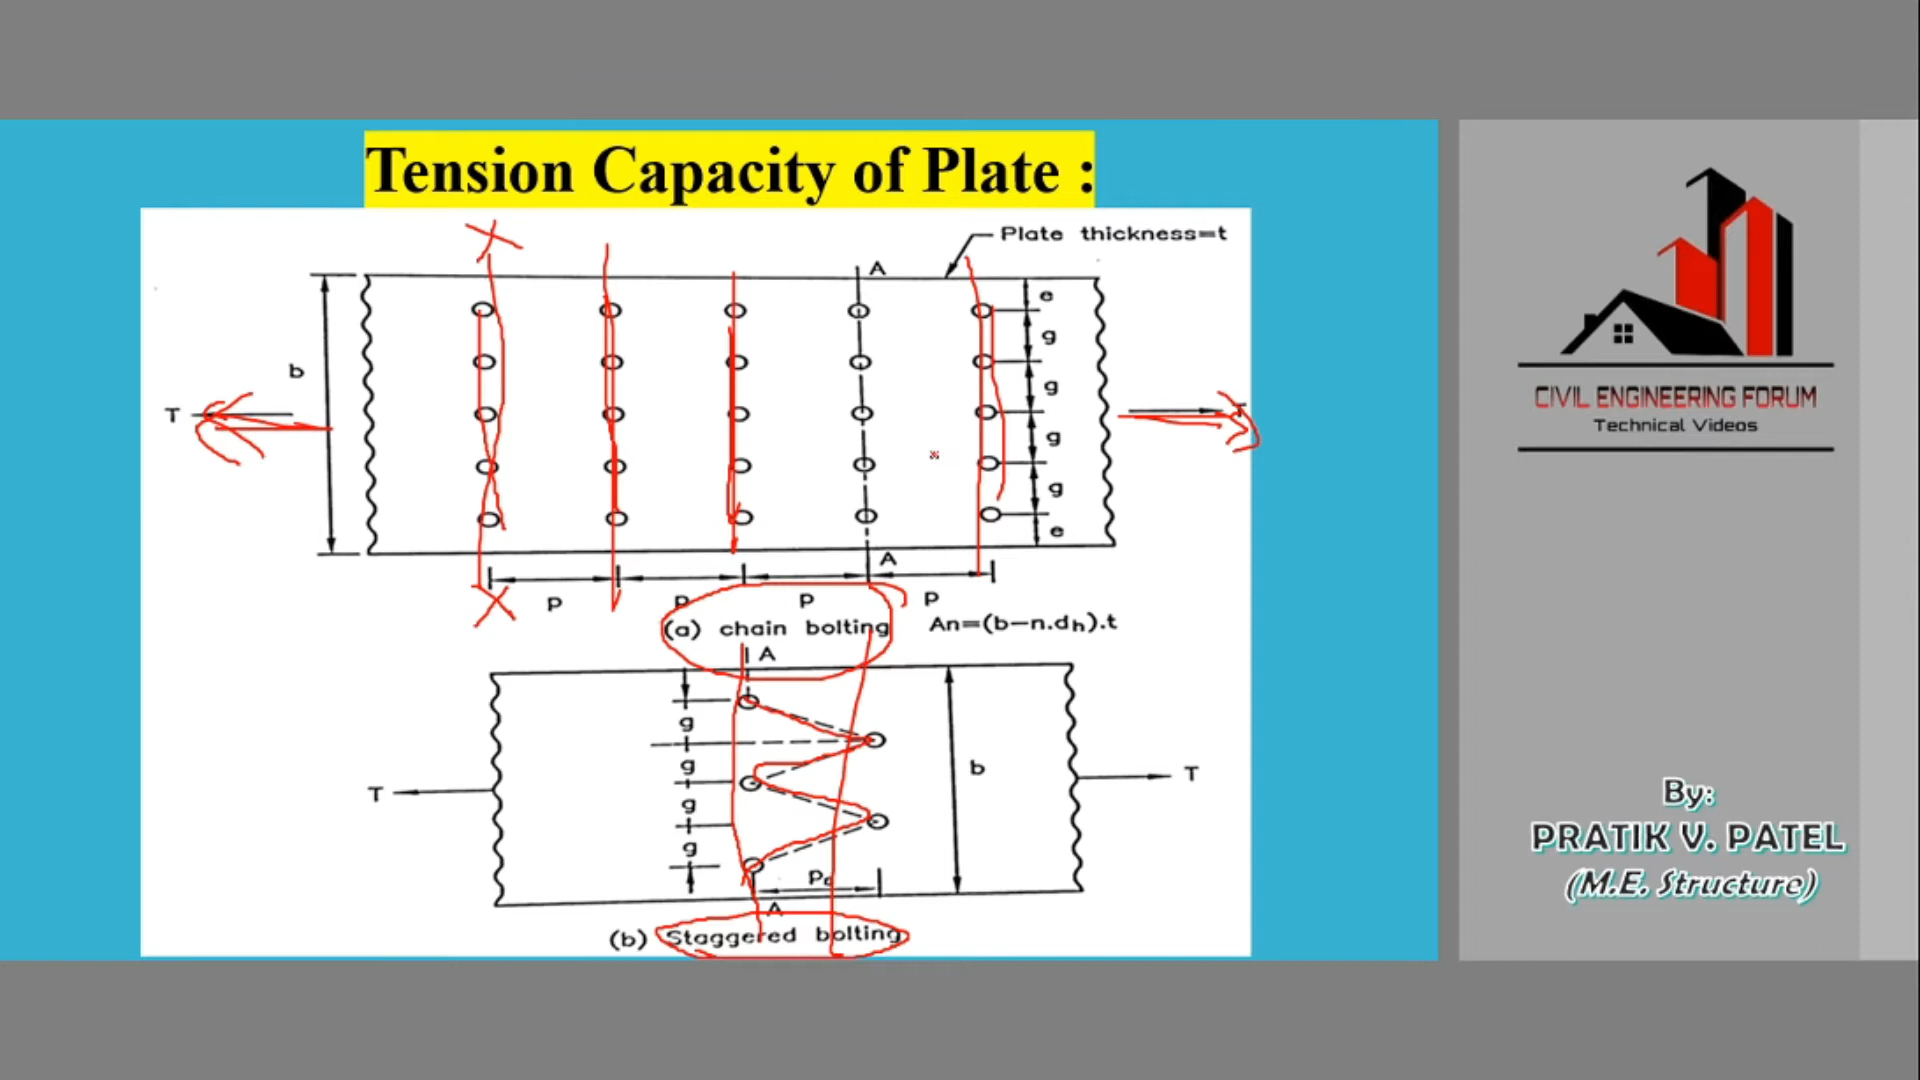 Tension Capacity of Plate :
Plate thickness=t
A
e
g
b
g
T
T
g
g
e
A
P
P
P
P
(a) chain bolting
An=(b-n.dh).t
A
g
g
b
T
T
g
g
A
(b) Staggered bolting
CIVIL ENGINEERING FORUM
Technical Videos
By:
PRATIK V. PATEL
(M.E. Structure)